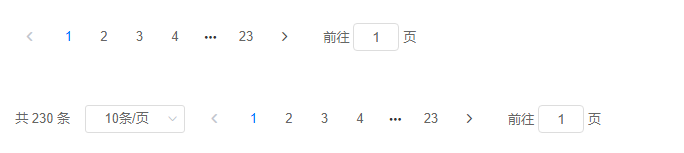 1 2 3 4 ••• 23 前往 1 页
共 230 条 10条/页 1 2 3 4 ••• 23 前往 1 页